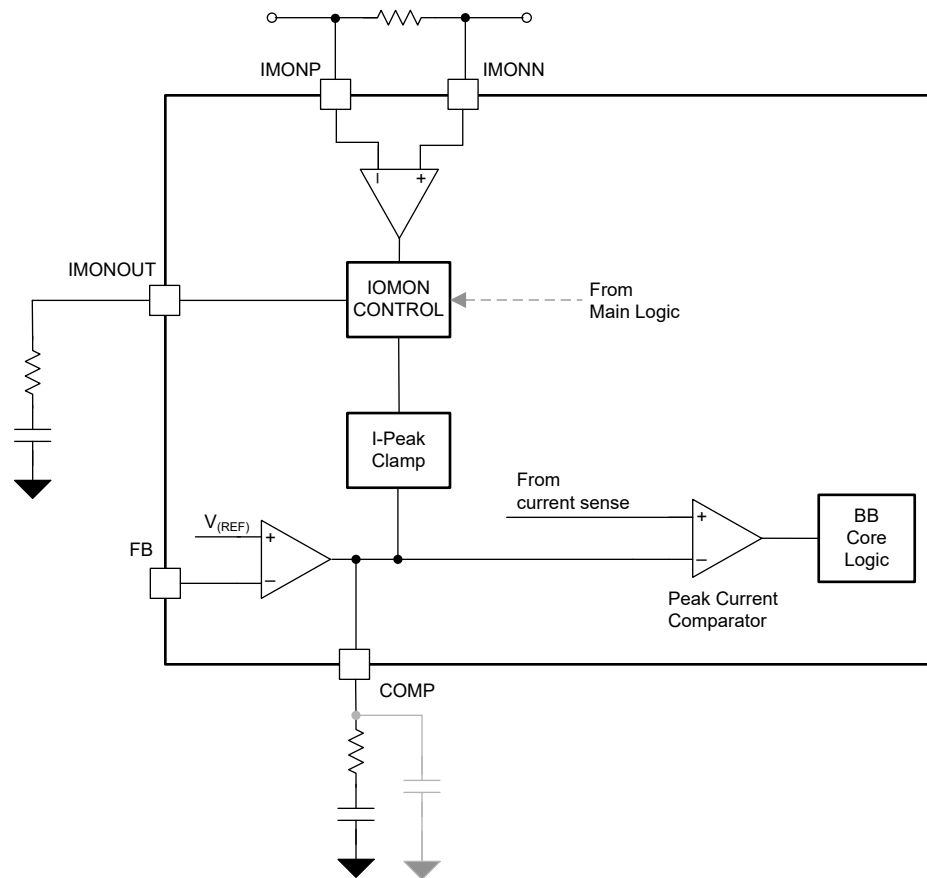 IMONP
IMONN
IMONOUT
IOMON
CONTROL
From
Main Logic
I-Peak
Clamp
From
current sense
V(REF)
FB
BB
Core
Logic
Peak Current
Comparator
COMP